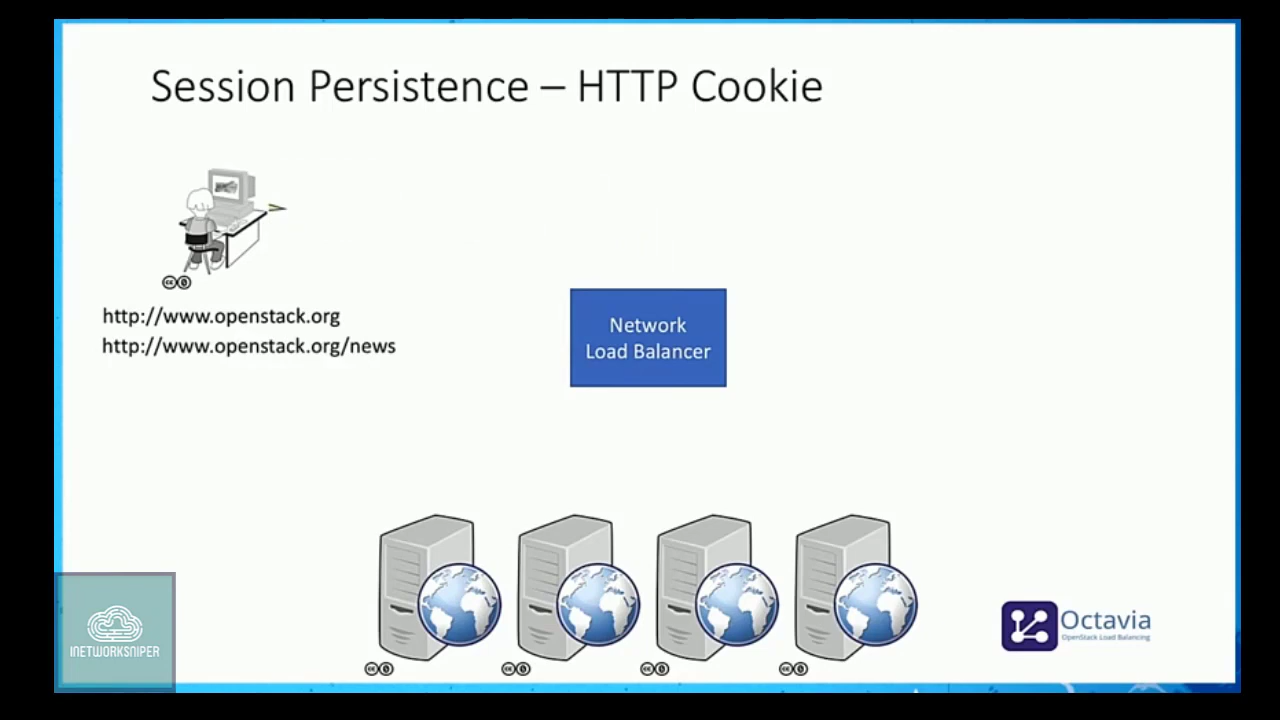 Session Persistence – HTTP Cookie
http://www.openstack.org
http://www.openstack.org/news
Network
Load Balancer
Octavia
OpenStack Load Balancing
INETWORKSNIPER